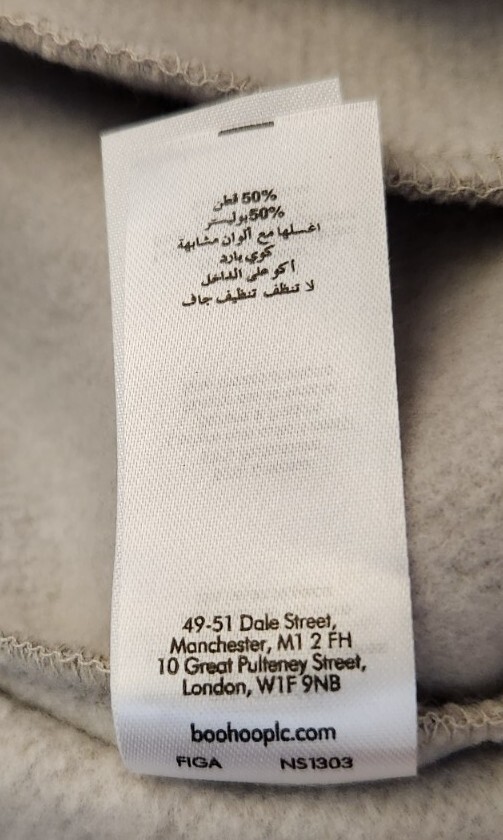 50% قطن
50% بوليستر
اغسلها مع ألوان مشابهة
كوي بارد
أكو على الداخل
لا تنظف تنظيف جاف
49-51 Dale Street,
Manchester, M1 2 FH
10 Great Pulteney Street,
London, W1F 9NB
boohooplc.com
FIGA NS1303